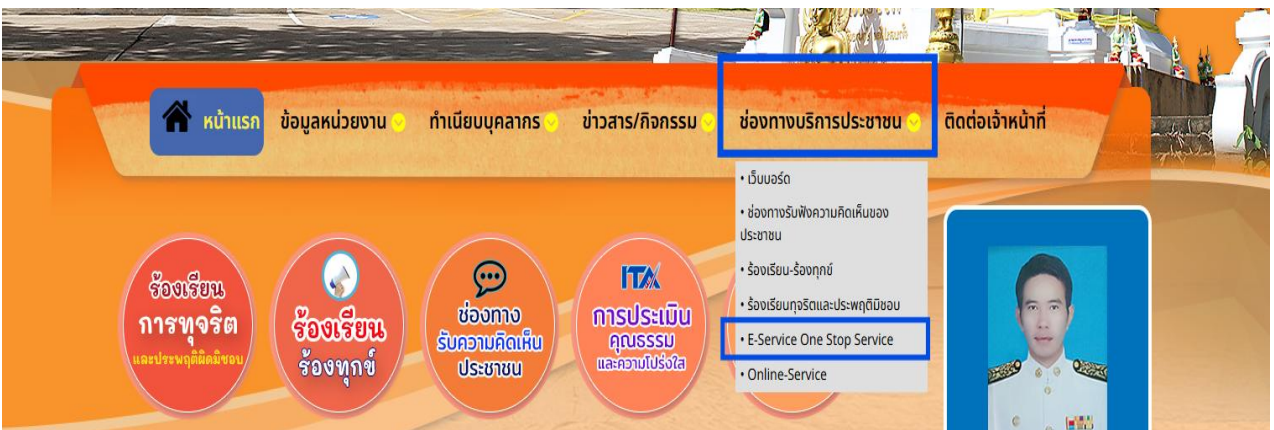 หน้าแรก ข้อมูลหน่วยงาน ทำเนียบบุคลากร ข่าวสาร/กิจกรรม ช่องทางบริการประชาชน ติดต่อเจ้าหน้าที่
• เว็บบอร์ด
• ช่องทางรับฟังความคิดเห็นของ
ประชาชน
• ร้องเรียน-ร้องทุกข์
• ร้องเรียนทุจริตและประพฤติมิชอบ
• E-Service One Stop Service
• Online-Service
ร้องเรียน
การทุจริต
และประพฤติผิดมิชอบ
ร้องเรียน
ร้องทุกข์
ช่องทาง
รับความคิดเห็น
ประชาชน
ITA
การประเมิน
คุณธรรม
และความโปร่งใส